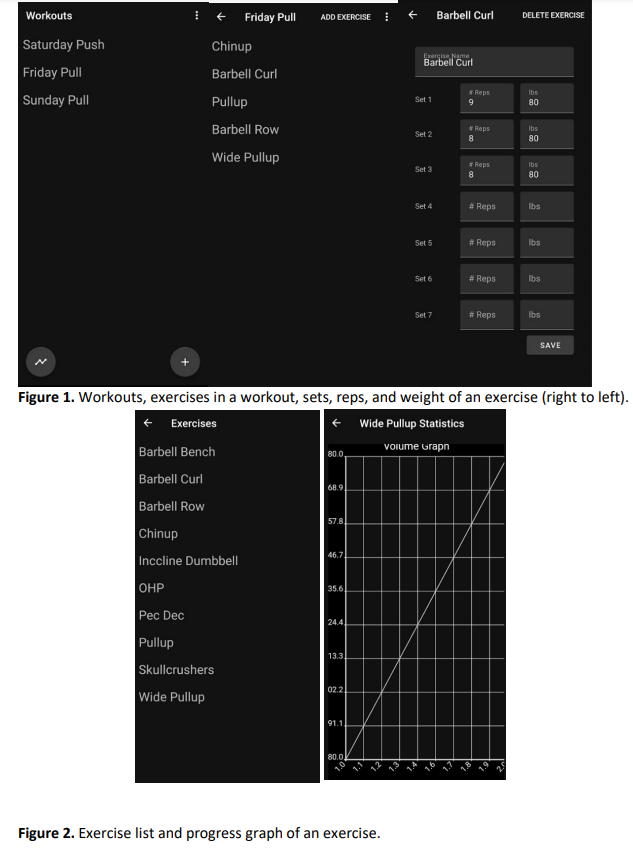 Workouts
Saturday Push
Friday Pull
Sunday Pull
Friday Pull ADD EXERCISE
Chinup
Barbell Curl
Pullup
Barbell Row
Wide Pullup
Barbell Curl DELETE EXERCISE
Exercise Name
Barbell Curl
# Reps lbs
Set 1 9 80
# Reps lbs
Set 2 8 80
# Reps lbs
Set 3 8 80
Set 4 # Reps lbs
Set 5 # Reps lbs
Set 6 # Reps lbs
Set 7 # Reps lbs
SAVE
Figure 1. Workouts, exercises in a workout, sets, reps, and weight of an exercise (right to left).
Exercises
Barbell Bench
Barbell Curl
Barbell Row
Chinup
Inccline Dumbbell
OHP
Pec Dec
Pullup
Skullcrushers
Wide Pullup
Wide Pullup Statistics
Volume Graph
80.0
68.9
57.8
46.7
35.6
24.4
13.3
02.2
91.1
80.0
1.0 1.1 1.2 1.3 1.4 1.6 1.7 1.8 1.9 2.0
Figure 2. Exercise list and progress graph of an exercise.